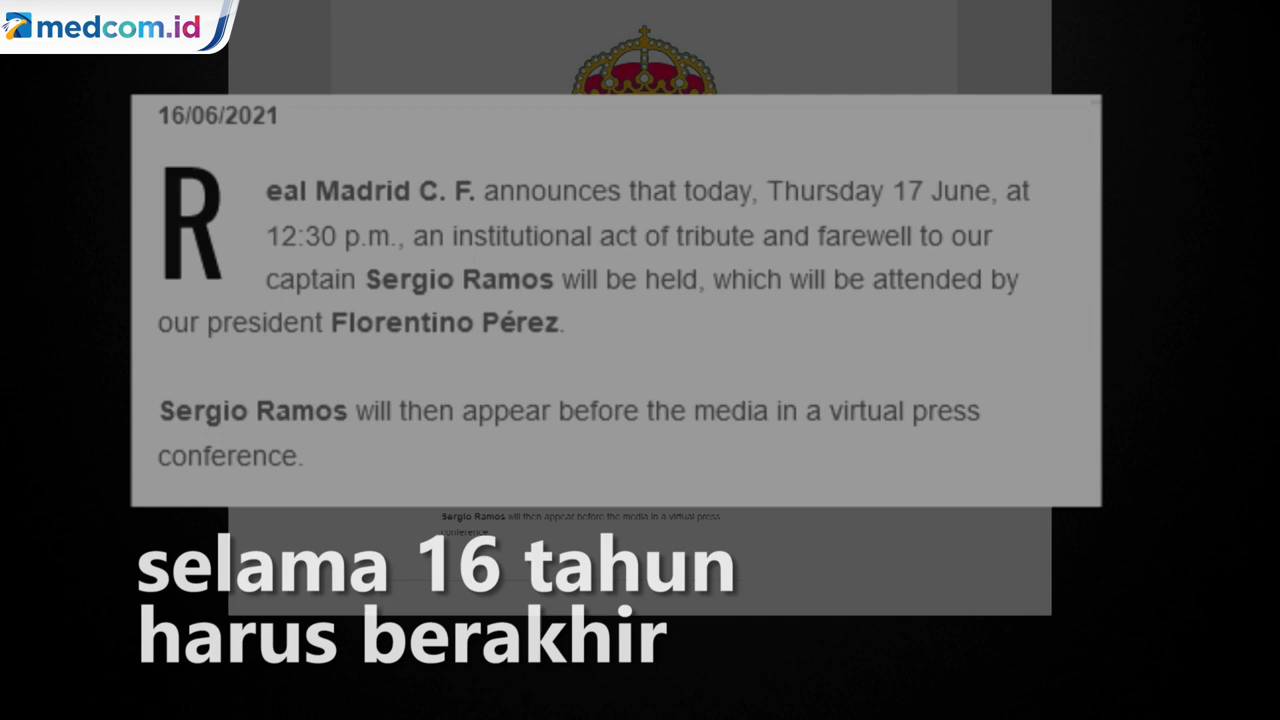 medcom.id
16/06/2021
Real Madrid C. F. announces that today, Thursday 17 June, at
12:30 p.m., an institutional act of tribute and farewell to our
captain Sergio Ramos will be held, which will be attended by
our president Florentino Pérez.
Sergio Ramos will then appear before the media in a virtual press
conference.
Sergio Ramos will then appear before the media in a virtual press
conference.
selama 16 tahun
harus berakhir